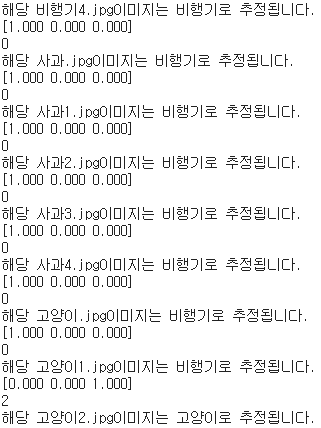 해당 비행기4.jpg이미지는 비행기로 추정됩니다.
[1.000 0.000 0.000]
0
해당 사과.jpg이미지는 비행기로 추정됩니다.
[1.000 0.000 0.000]
0
해당 사과1.jpg이미지는 비행기로 추정됩니다.
[1.000 0.000 0.000]
0
해당 사과2.jpg이미지는 비행기로 추정됩니다.
[1.000 0.000 0.000]
0
해당 사과3.jpg이미지는 비행기로 추정됩니다.
[1.000 0.000 0.000]
0
해당 사과4.jpg이미지는 비행기로 추정됩니다.
[1.000 0.000 0.000]
0
해당 고양이.jpg이미지는 비행기로 추정됩니다.
[1.000 0.000 0.000]
0
해당 고양이1.jpg이미지는 비행기로 추정됩니다.
[0.000 0.000 1.000]
2
해당 고양이2.jpg이미지는 고양이로 추정됩니다.